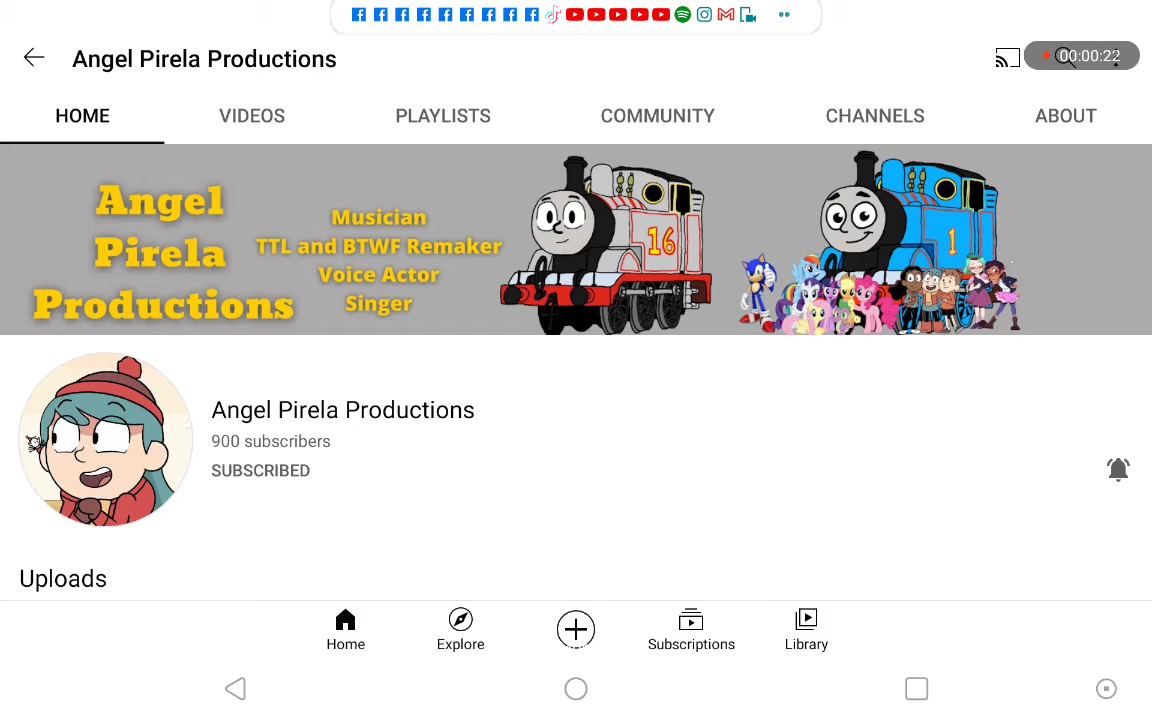 Angel Pirela Productions
00:00:22
HOME VIDEOS PLAYLISTS COMMUNITY CHANNELS ABOUT
Angel
Pirela
Productions
Musician
TTL and BTWF Remaker
Voice Actor
Singer
16
1
Angel Pirela Productions
900 subscribers
SUBSCRIBED
Uploads
Home Explore Subscriptions Library